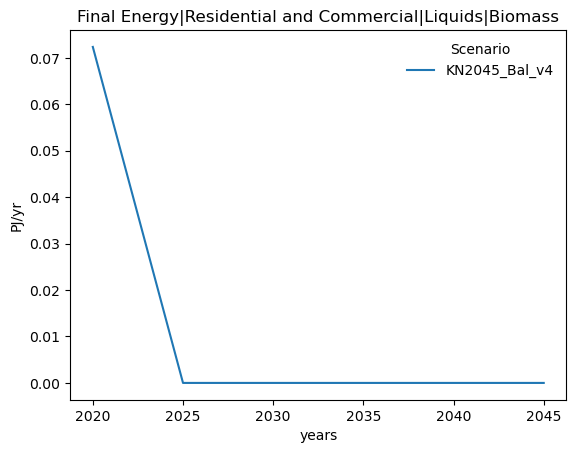 Final Energy|Residential and Commercial|Liquids|Biomass
Scenario
KN2045_Bal_v4
0.07
0.06
0.05
0.04
0.03
0.02
0.01
0.00
PJ/yr
2020 2025 2030 2035 2040 2045
years